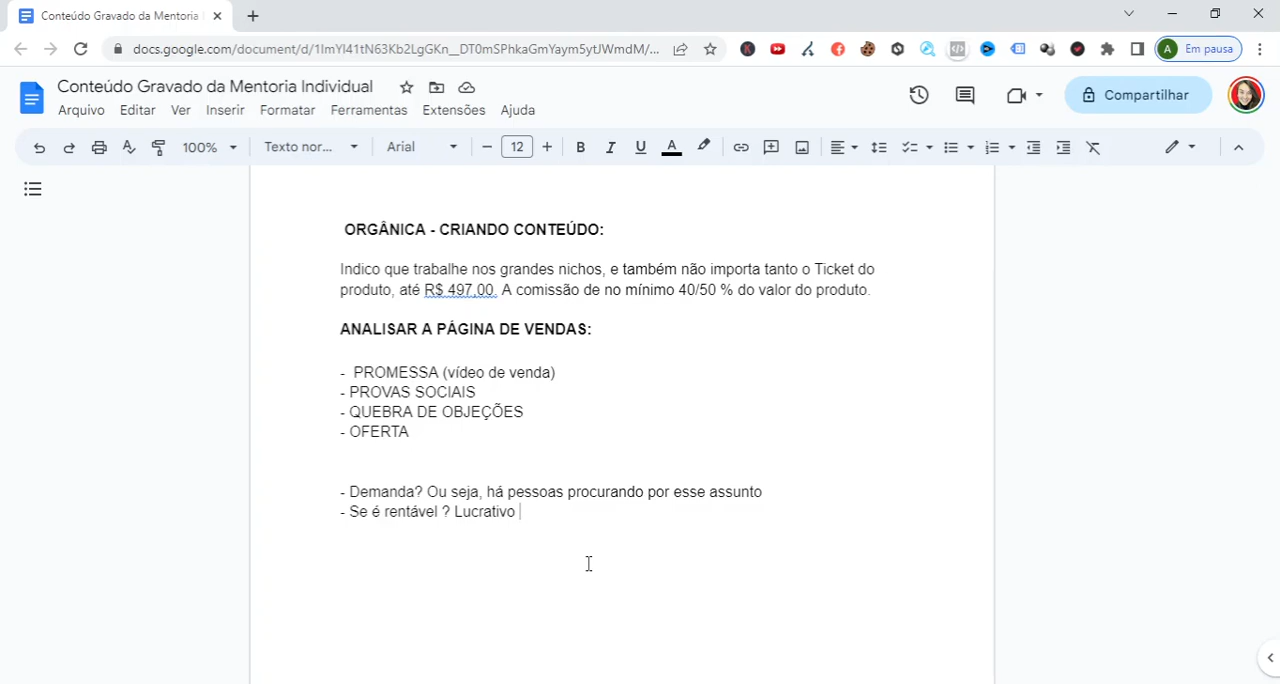 Conteúdo Gravado da Mentoria I
docs.google.com/document/d/1ImYI41tN63Kb2LgGKn__DT0mSPhkaGmYaym5ytJWmdM/...
A Em pausa
Conteúdo Gravado da Mentoria Individual
Arquivo Editar Ver Inserir Formatar Ferramentas Extensões Ajuda
Compartilhar
100% Texto nor... Arial 12 B I U A
ORGÂNICA - CRIANDO CONTEÚDO:
Indico que trabalhe nos grandes nichos, e também não importa tanto o Ticket do
produto, até R$ 497,00. A comissão de no mínimo 40/50 % do valor do produto.
ANALISAR A PÁGINA DE VENDAS:
- PROMESSA (vídeo de venda)
- PROVAS SOCIAIS
- QUEBRA DE OBJEÇÕES
- OFERTA
- Demanda? Ou seja, há pessoas procurando por esse assunto
- Se é rentável ? Lucrativo